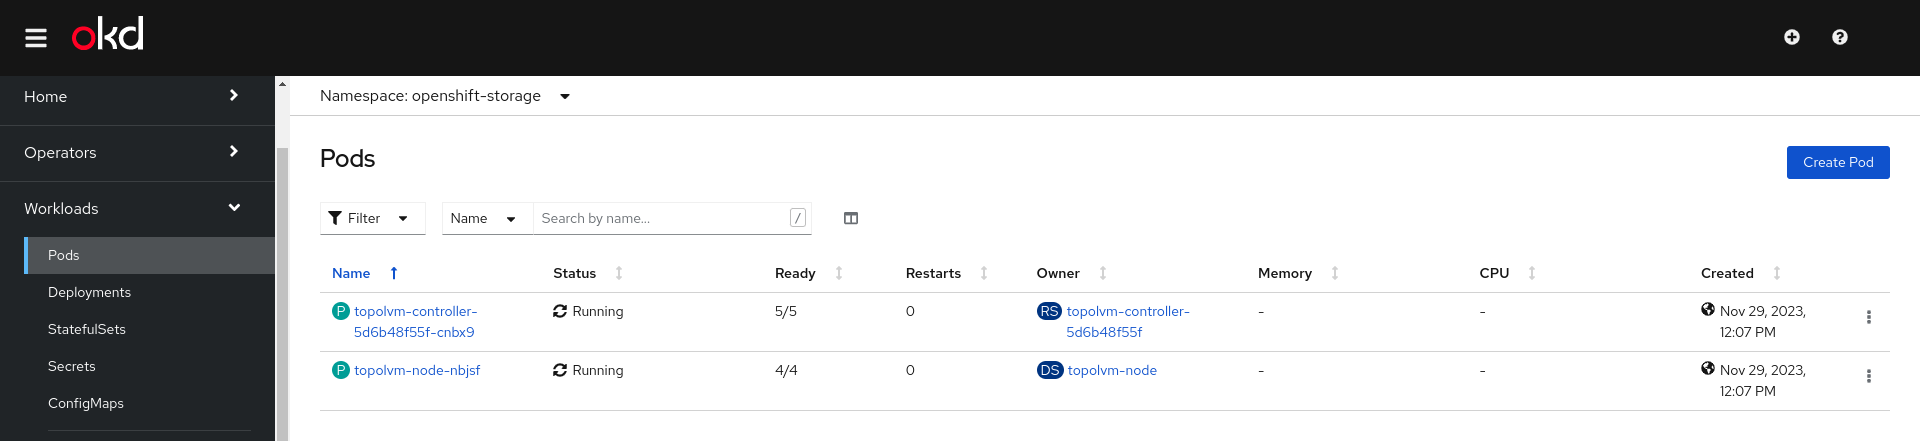 okd
Home
Operators
Workloads
Pods
Deployments
StatefulSets
Secrets
ConfigMaps
Namespace: openshift-storage
Pods
Create Pod
Filter Name Search by name... /
Name Status Ready Restarts Owner Memory CPU Created
P topolvm-controller-5d6b48f55f-cnbx9 Running 5/5 0 RS topolvm-controller-5d6b48f55f - - Nov 29, 2023, 12:07 PM
P topolvm-node-nbjsf Running 4/4 0 DS topolvm-node - - Nov 29, 2023, 12:07 PM